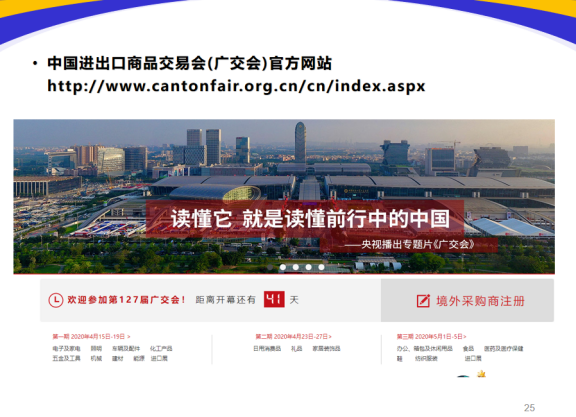 • 中国进出口商品交易会(广交会)官方网站
http://www.cantonfair.org.cn/cn/index.aspx
读懂它 就是读懂前行中的中国
——央视播出专题片《广交会》
欢迎参加第127届广交会! 距离开幕还有 41 天
境外采购商注册
第一期 2020年4月15日-19日 >
电子及家电 照明 车辆及配件 化工产品
五金及工具 机械 建材 能源 进口展
第二期 2020年4月23日-27日>
日用消费品 礼品 家居装饰品
第三期 2020年5月1日-5日>
办公、箱包及休闲用品 食品 医药及医疗保健
鞋 纺织服装 进口展
25